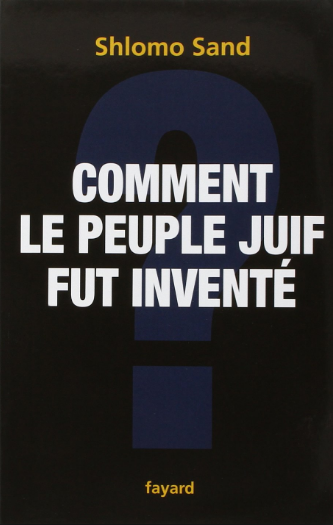 Shlomo Sand
?
COMMENT
LE PEUPLE JUIF
FUT INVENTÉ
fayard